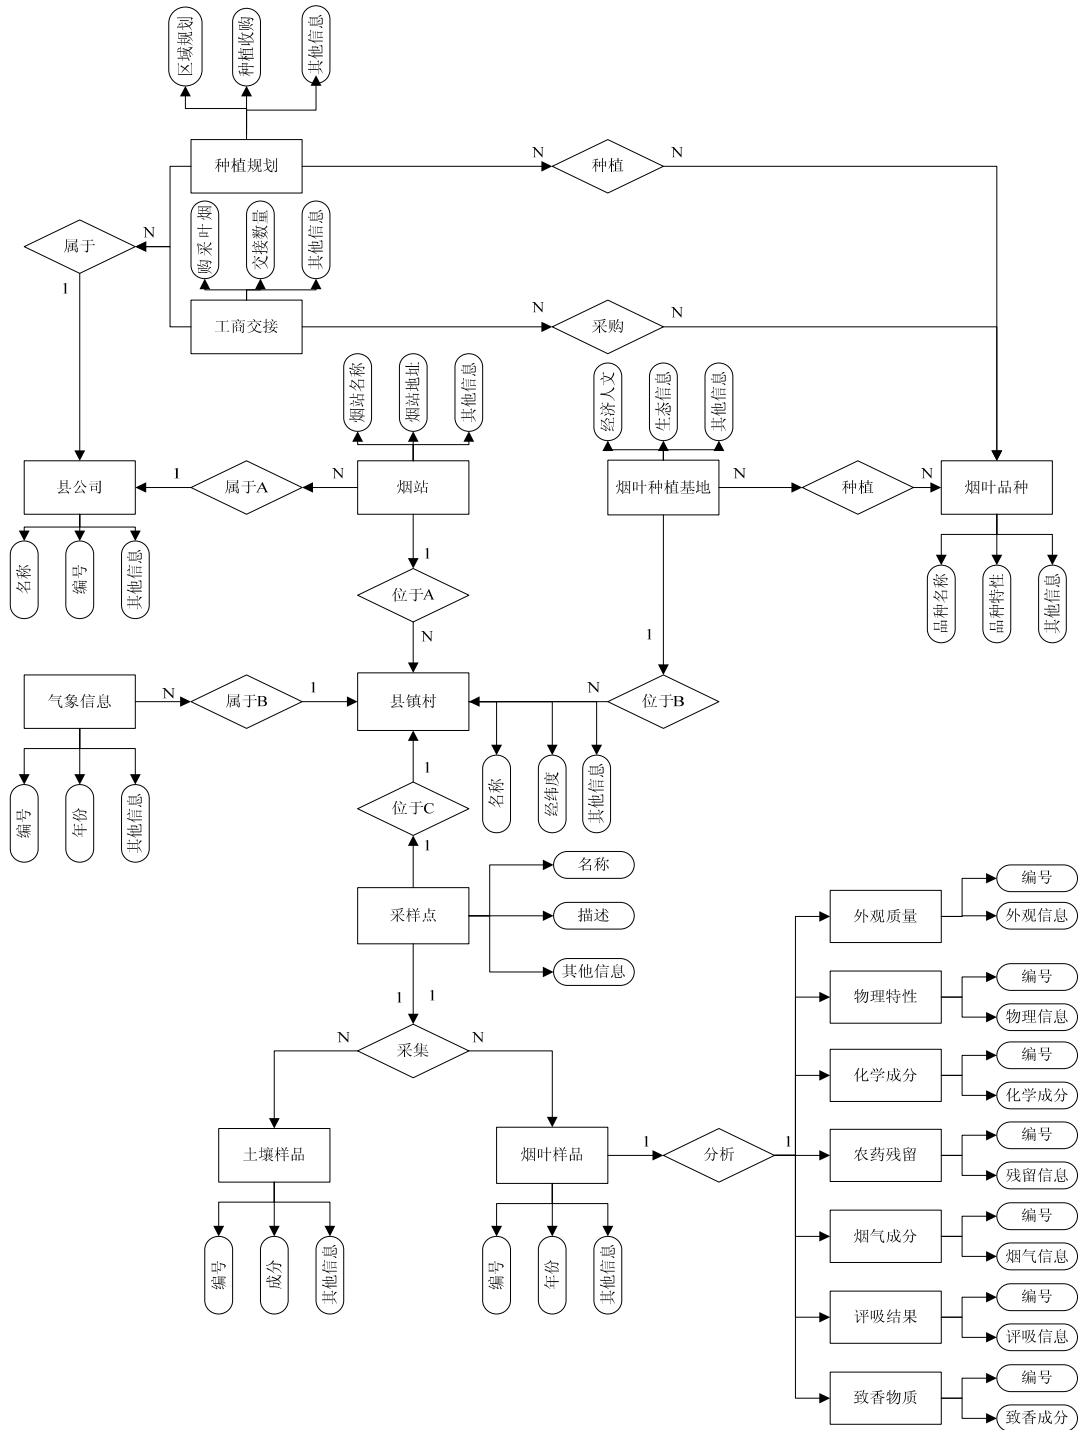 区域规划
种植收购
其他信息
种植规划
N
种植
N
属于
N
1
购采叶烟
交接数量
其他信息
工商交接
N
采购
N
烟站名称
烟站地址
其他信息
经济人文
生态信息
其他信息
县公司
1
属于A
N
烟站
烟叶种植基地
N
种植
N
烟叶品种
名称
编号
其他信息
1
位于A
N
品种名称
品种特性
其他信息
1
气象信息
N
属于B
1
县镇村
N
位于B
编号
年份
其他信息
1
位于C
1
名称
经纬度
其他信息
采样点
名称
描述
其他信息
1
1
N
采集
N
土壤样品
编号
成分
其他信息
烟叶样品
编号
年份
其他信息
1
分析
1
外观质量
编号
外观信息
物理特性
编号
物理信息
化学成分
编号
化学成分
农药残留
编号
残留信息
烟气成分
编号
烟气信息
评吸结果
编号
评吸信息
致香物质
编号
致香成分